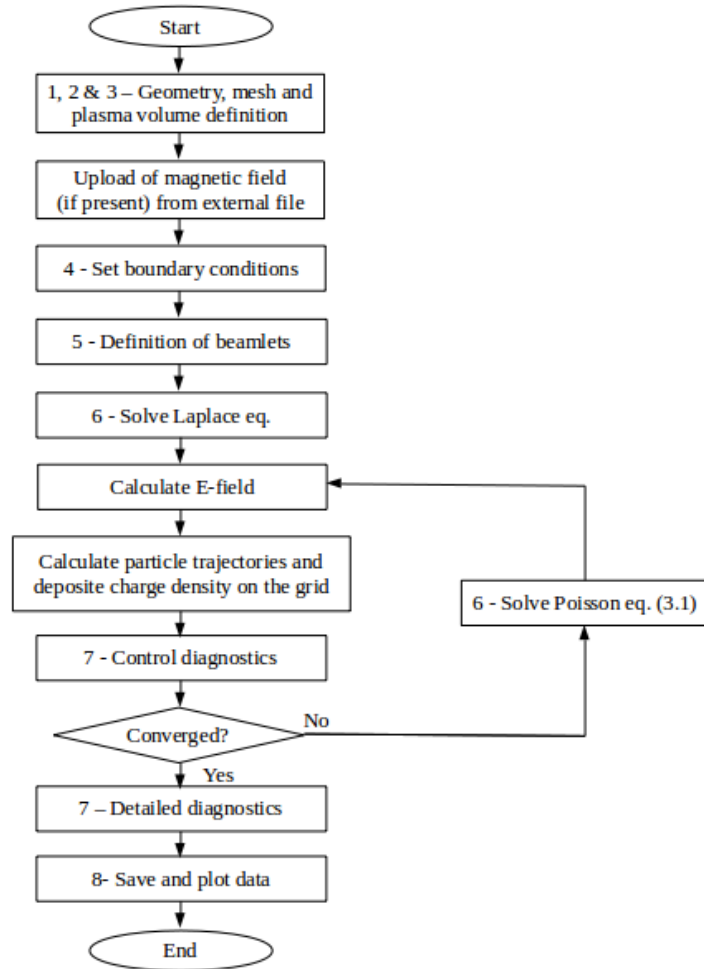 Start
1, 2 & 3 – Geometry, mesh and
plasma volume definition
Upload of magnetic field
(if present) from external file
4 - Set boundary conditions
5 - Definition of beamlets
6 - Solve Laplace eq.
Calculate E-field
Calculate particle trajectories and
deposite charge density on the grid
6 - Solve Poisson eq. (3.1)
7 - Control diagnostics
Converged?
No
Yes
7 – Detailed diagnostics
8- Save and plot data
End